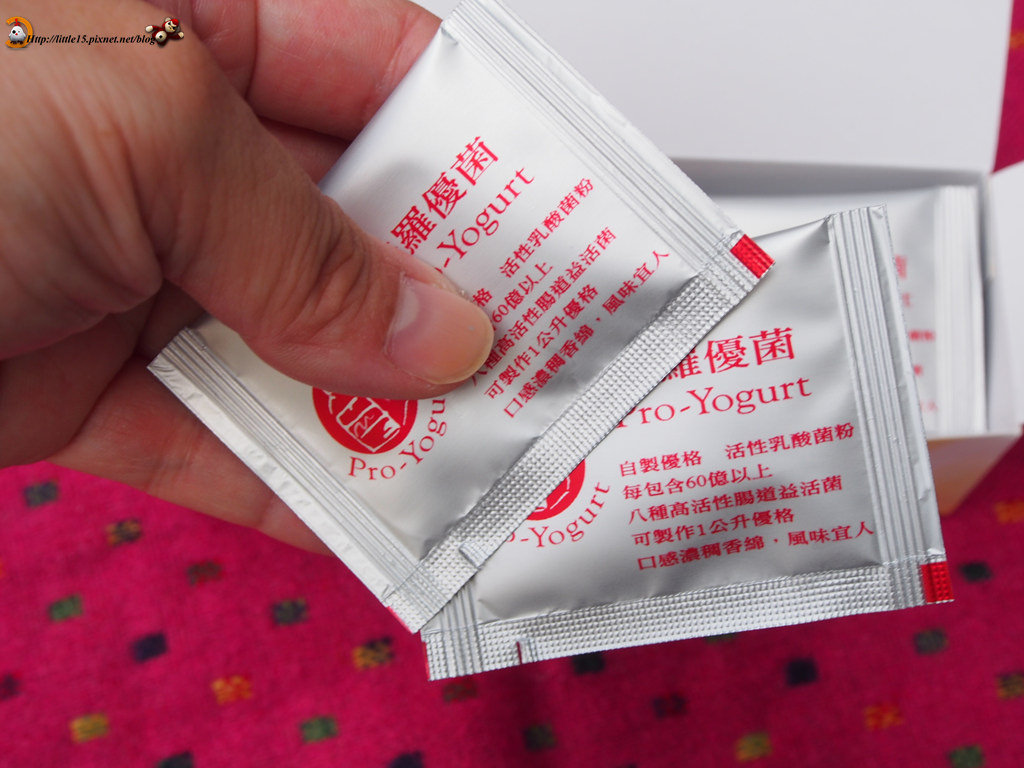 Http://little15.pixnet.net/blog
羅優菌
-Yogurt
格 活性乳酸菌粉
60億以上
八種高活性腸道益活菌
可製作1公升優格
口感濃稠香綿，風味宜人
Pro-Yogu
羅優菌
Pro-Yogurt
自製優格 活性乳酸菌粉
每包含60億以上
八種高活性腸道益活菌
可製作1公升優格
口感濃稠香綿，風味宜人
-Yogurt